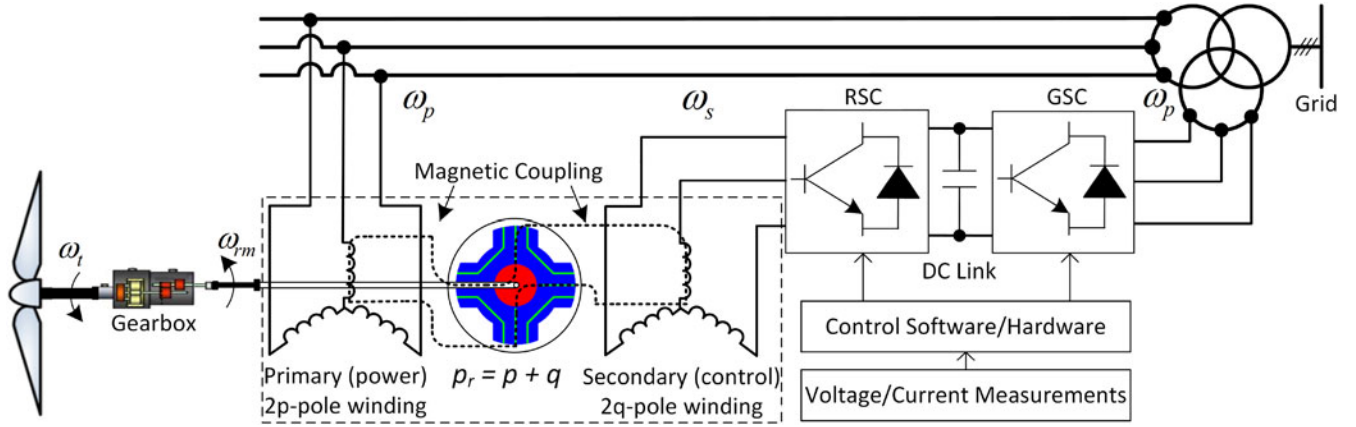 ωp
ωs
RSC
GSC
ωp
Grid
Magnetic Coupling
ωt
ωrm
DC Link
Gearbox
Control Software/Hardware
Primary (power)
2p-pole winding
pr = p + q
Secondary (control)
2q-pole winding
Voltage/Current Measurements